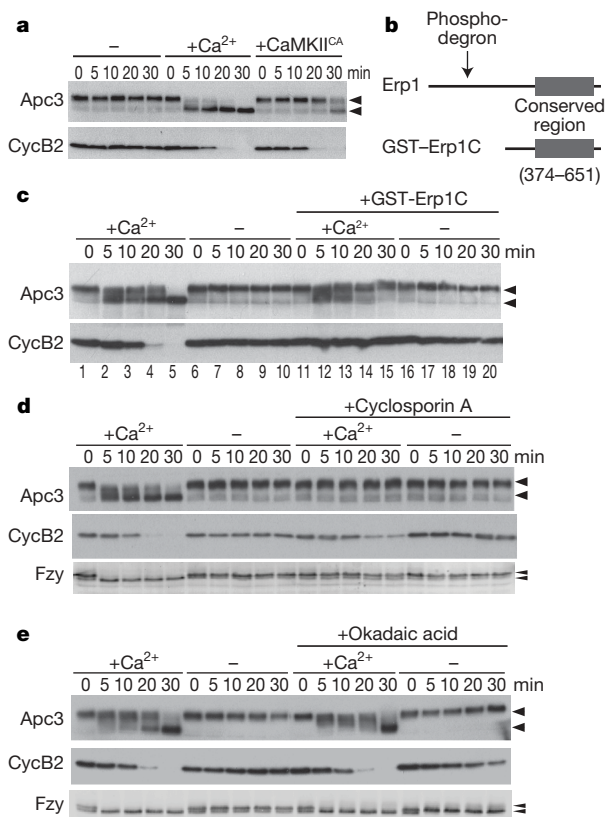 a
– +Ca²⁺ +CaMKIIᶜᴬ
0 5 10 20 30 0 5 10 20 30 0 5 10 20 30 min
Apc3
CycB2
b
Phospho-
degron
Erp1
Conserved
region
GST–Erp1C
(374–651)
c
+GST-Erp1C
+Ca²⁺ – +Ca²⁺ –
0 5 10 20 30 0 5 10 20 30 0 5 10 20 30 0 5 10 20 30 min
Apc3
CycB2
1 2 3 4 5 6 7 8 9 10 11 12 13 14 15 16 17 18 19 20
d
+Cyclosporin A
+Ca²⁺ – +Ca²⁺ –
0 5 10 20 30 0 5 10 20 30 0 5 10 20 30 0 5 10 20 30 min
Apc3
CycB2
Fzy
e
+Okadaic acid
+Ca²⁺ – +Ca²⁺ –
0 5 10 20 30 0 5 10 20 30 0 5 10 20 30 0 5 10 20 30 min
Apc3
CycB2
Fzy